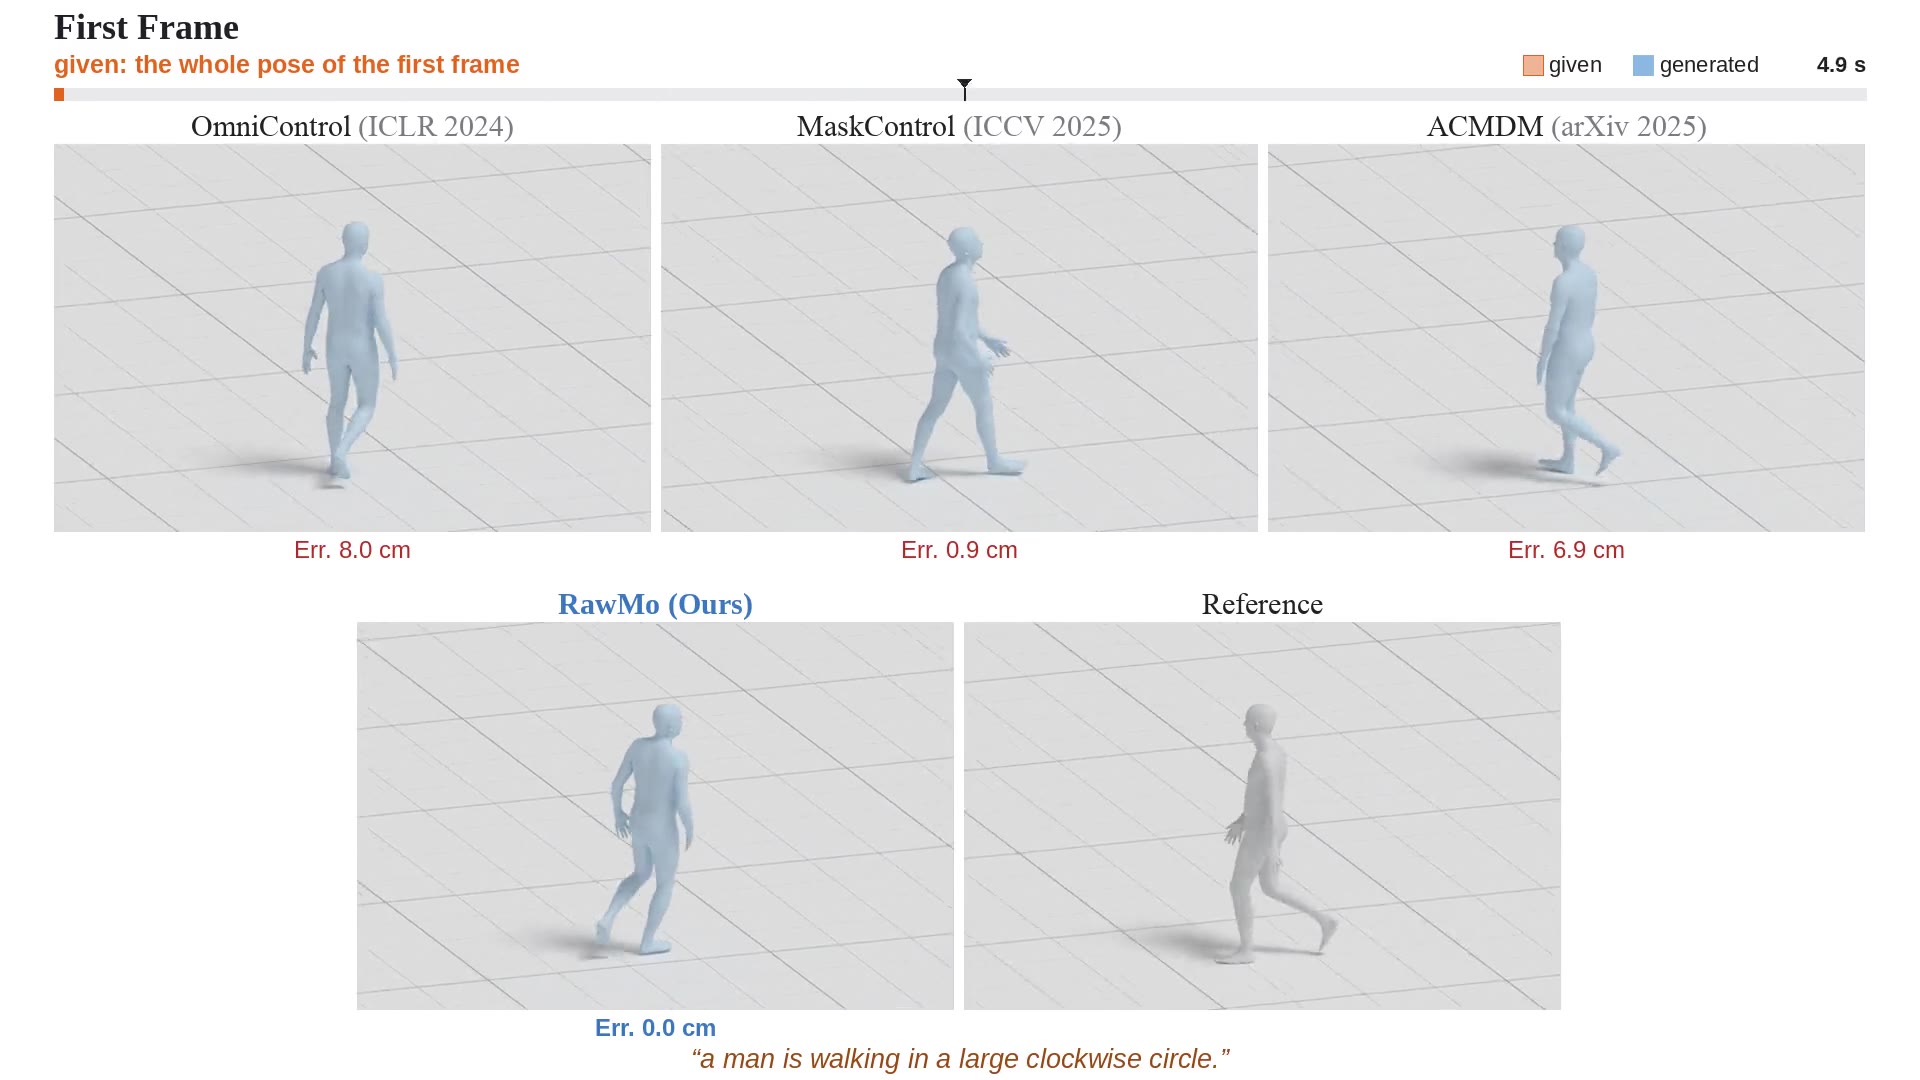 First Frame
given: the whole pose of the first frame
given generated 4.9 s
OmniControl (ICLR 2024)
MaskControl (ICCV 2025)
ACMDM (arXiv 2025)
Err. 8.0 cm
Err. 0.9 cm
Err. 6.9 cm
RawMo (Ours)
Reference
Err. 0.0 cm
“a man is walking in a large clockwise circle.”